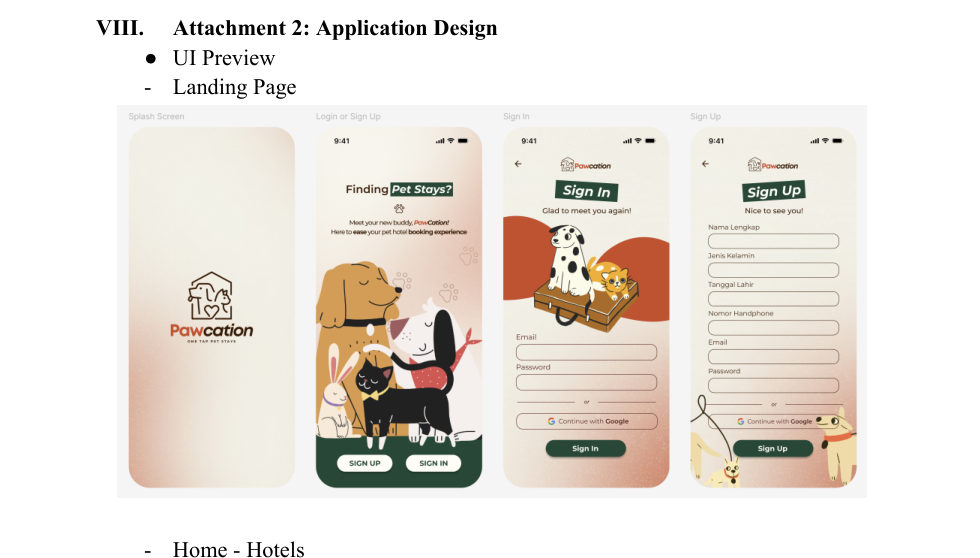 VIII. Attachment 2: Application Design
● UI Preview
- Landing Page
Splash Screen
Pawcation
ONE TAP PET STAYS
Login or Sign Up
9:41
Finding Pet Stays?
Meet your new buddy, PawCation!
Here to ease your pet hotel booking experience
SIGN UP
SIGN IN
Sign In
9:41
Pawcation
Sign In
Glad to meet you again!
Email
Password
or
Continue with Google
Sign In
Sign Up
9:41
Pawcation
Sign Up
Nice to see you!
Nama Lengkap
Jenis Kelamin
Tanggal Lahir
Nomor Handphone
Email
Password
or
Continue with Google
Sign Up
- Home - Hotels